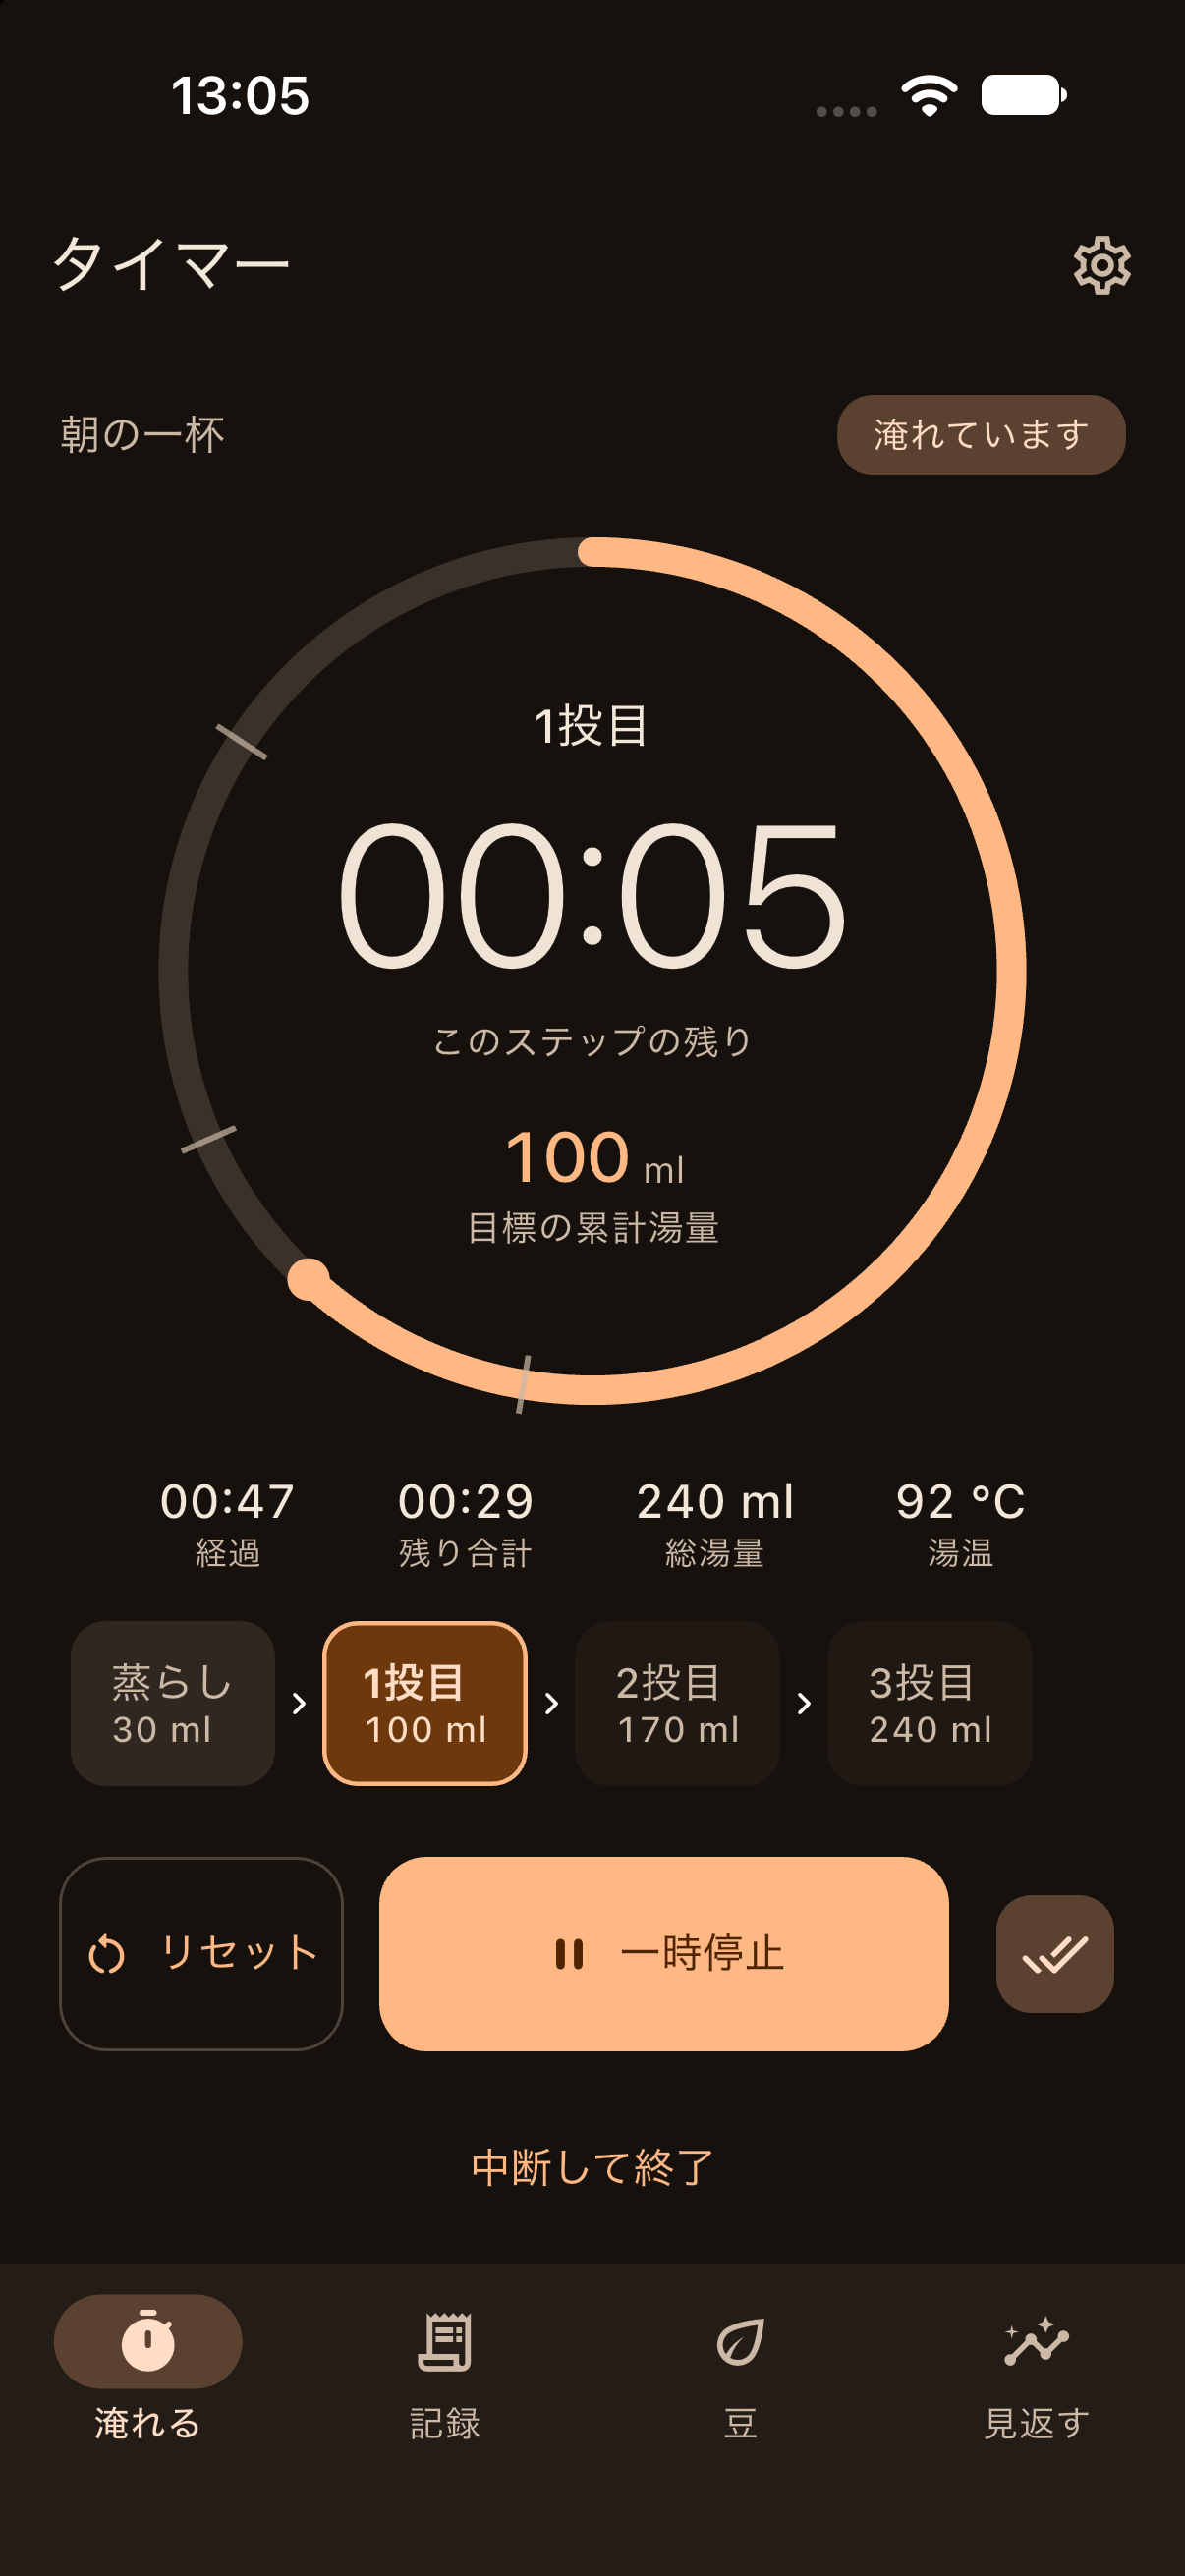 13:05
タイマー
朝の一杯
淹れています
1投目
00:05
このステップの残り
100 ml
目標の累計湯量
00:47 00:29 240 ml 92 °C
経過 残り合計 総湯量 湯温
蒸らし 1投目 2投目 3投目
30 ml 100 ml 170 ml 240 ml
リセット 一時停止
中断して終了
淹れる 記録 豆 見返す